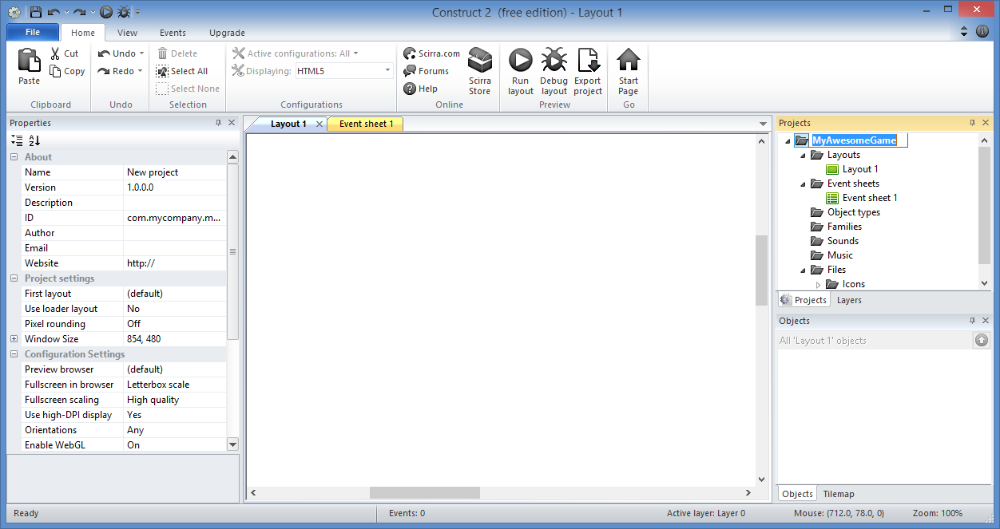 Construct 2 (free edition) - Layout 1
File Home View Events Upgrade
Paste Cut Copy Clipboard
Undo Redo Undo
Delete Select All Select None Selection
Active configurations: All
Displaying: HTML5
Configurations
Scirra.com Forums Help Scirra Store Online
Run layout Debug layout Export project Preview
Start Page Go
Properties
About
Name New project
Version 1.0.0.0
Description
ID com.mycompany.m...
Author
Email
Website http://
Project settings
First layout (default)
Use loader layout No
Pixel rounding Off
Window Size 854, 480
Configuration Settings
Preview browser (default)
Fullscreen in browser Letterbox scale
Fullscreen scaling High quality
Use high-DPI display Yes
Orientations Any
Enable WebGL On
Layout 1 Event sheet 1
Projects
MyAwesomeGame
Layouts
Layout 1
Event sheets
Event sheet 1
Object types
Families
Sounds
Music
Files
Icons
Projects Layers
Objects
All 'Layout 1' objects
Objects Tilemap
Ready Events: 0 Active layer: Layer 0 Mouse: (712.0, 78.0, 0) Zoom: 100%